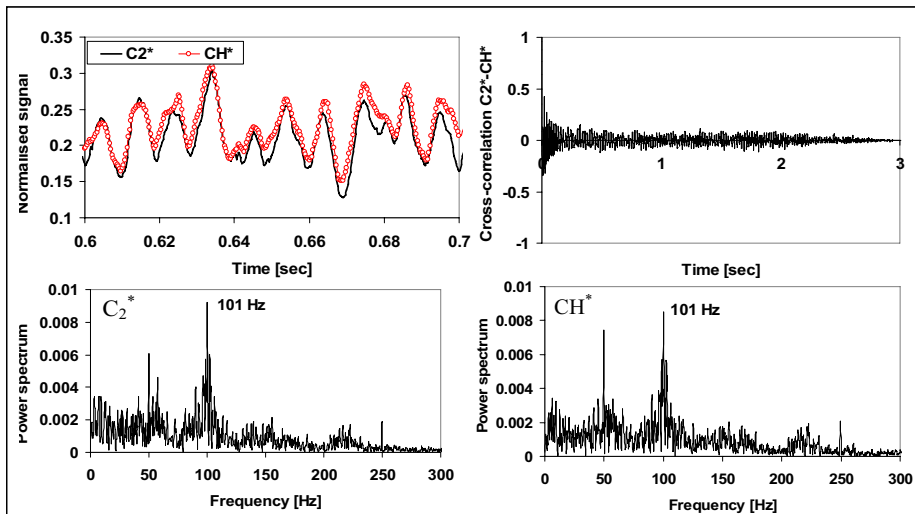 C2* CH*
Normalised signal
0.35
0.3
0.25
0.2
0.15
0.1
0.6 0.62 0.64 0.66 0.68 0.7
Time [sec]
Cross-correlation C2*-CH*
1
0.5
0
-0.5
-1
0 1 2 3
Time [sec]
C2*
101 Hz
Power spectrum
0.01
0.008
0.006
0.004
0.002
0
0 50 100 150 200 250 300
Frequency [Hz]
CH*
101 Hz
Power spectrum
0.01
0.008
0.006
0.004
0.002
0
0 50 100 150 200 250 300
Frequency [Hz]